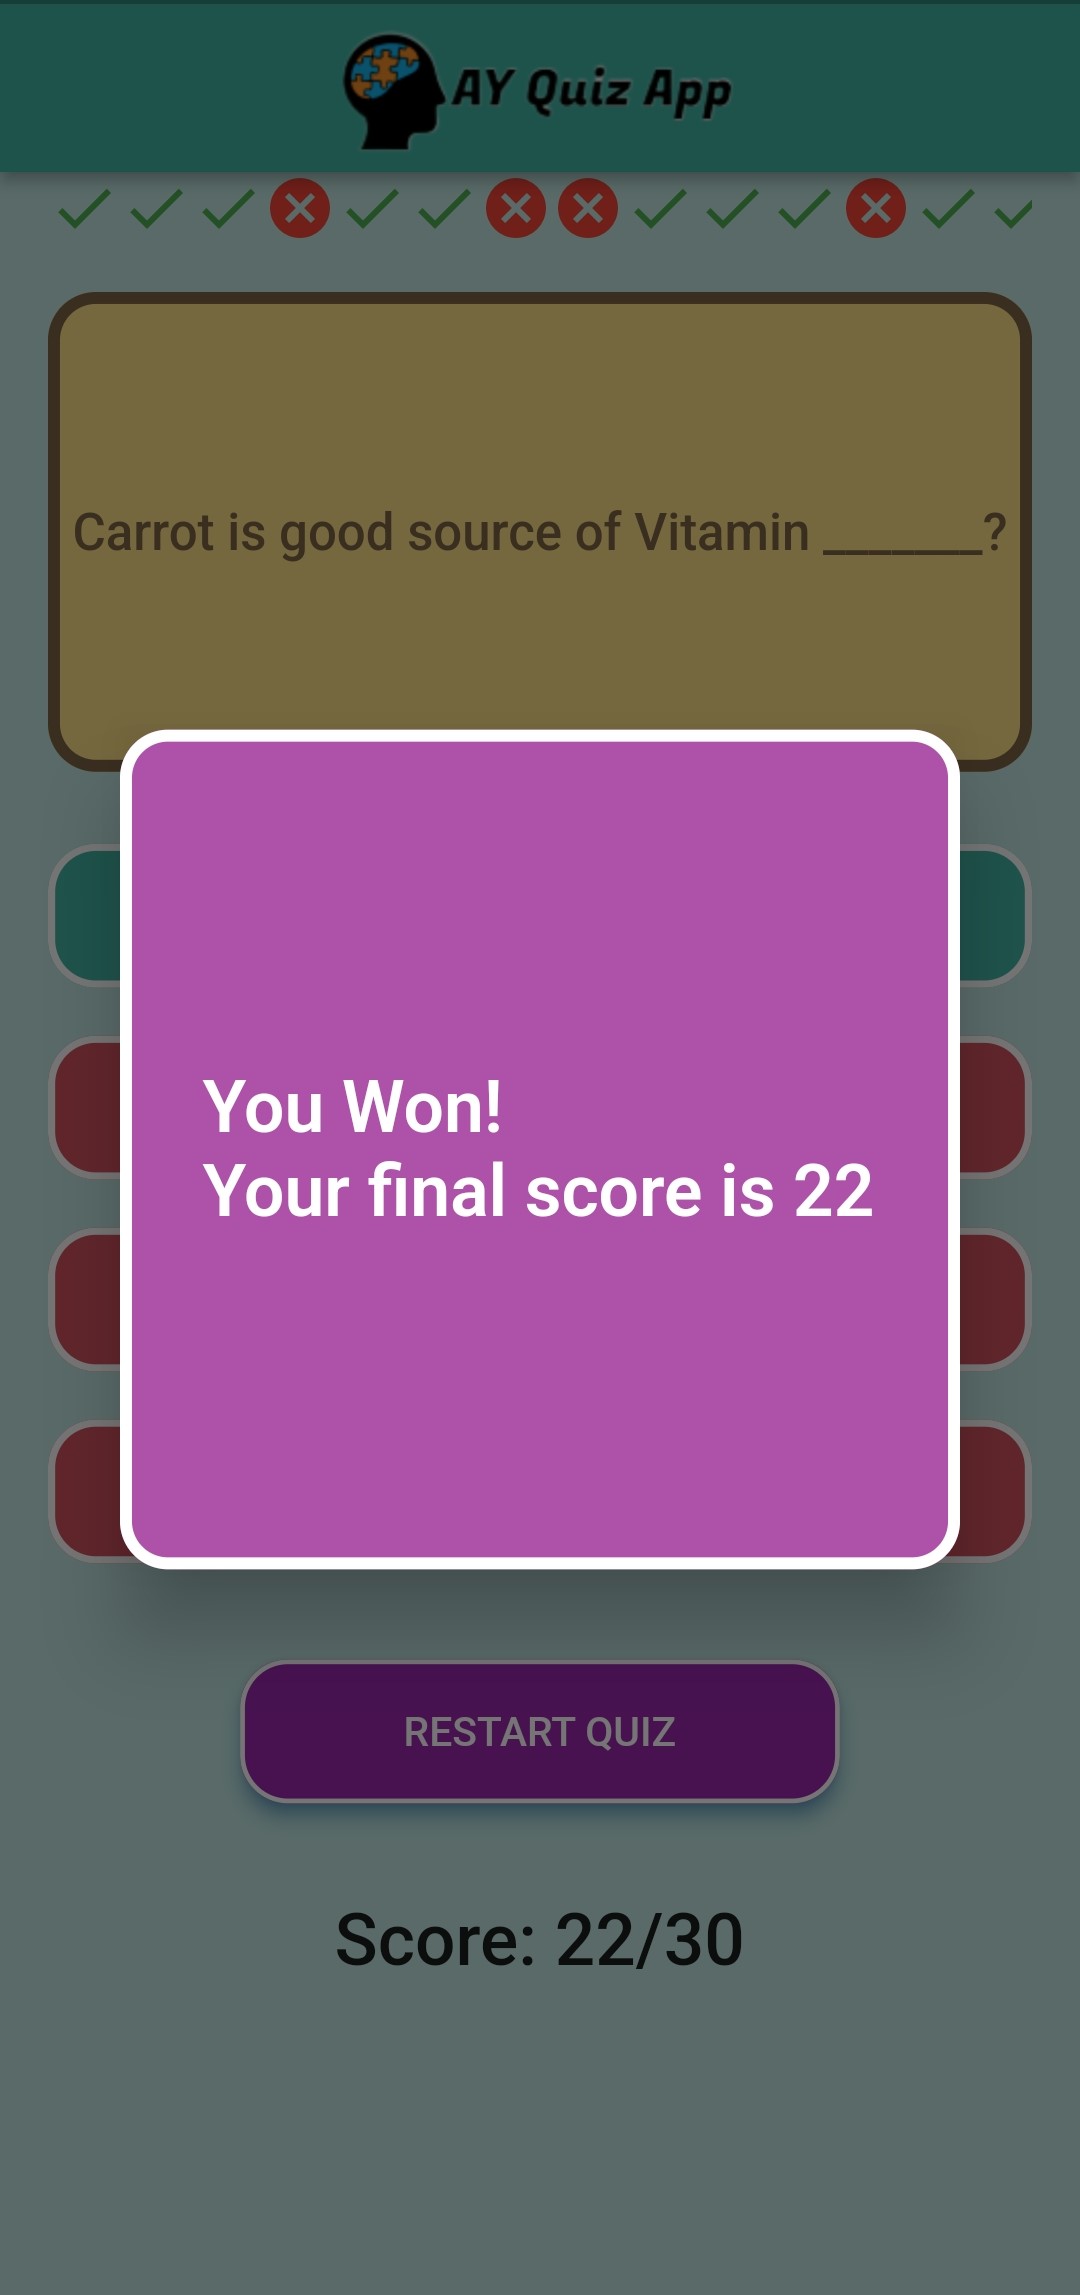 AY Quiz App
Carrot is good source of Vitamin _______?
You Won!
Your final score is 22
RESTART QUIZ
Score: 22/30